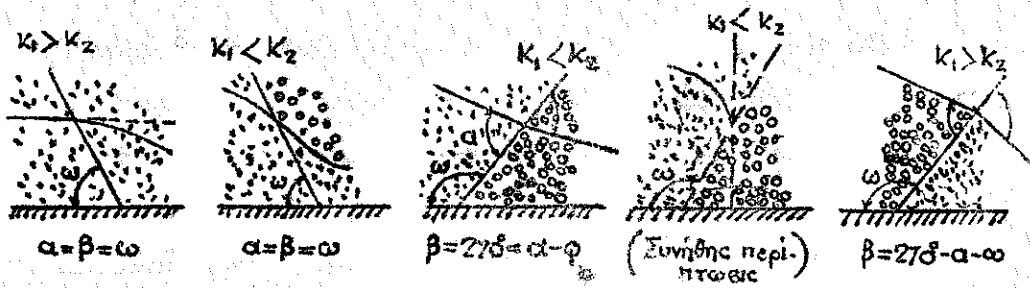 K₁ > K₂
K₁ < K₂
K₁ < K₂
K₁ < K₂
K₁ > K₂
ω
ω
α
ω
ω
α = β = ω
α = β = ω
β = 270° = α - φ
(Συνήθης περί-)
πτωσις
β = 270° - α - ω